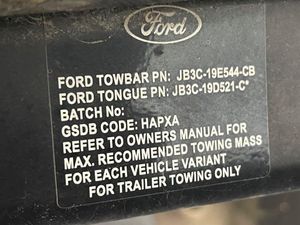 Ford
FORD TOWBAR PN: JB3C-19E544-CB
FORD TONGUE PN: JB3C-19D521-C*
BATCH No:
GSDB CODE: HAPXA
REFER TO OWNERS MANUAL FOR
MAX. RECOMMENDED TOWING MASS
FOR EACH VEHICLE VARIANT
FOR TRAILER TOWING ONLY